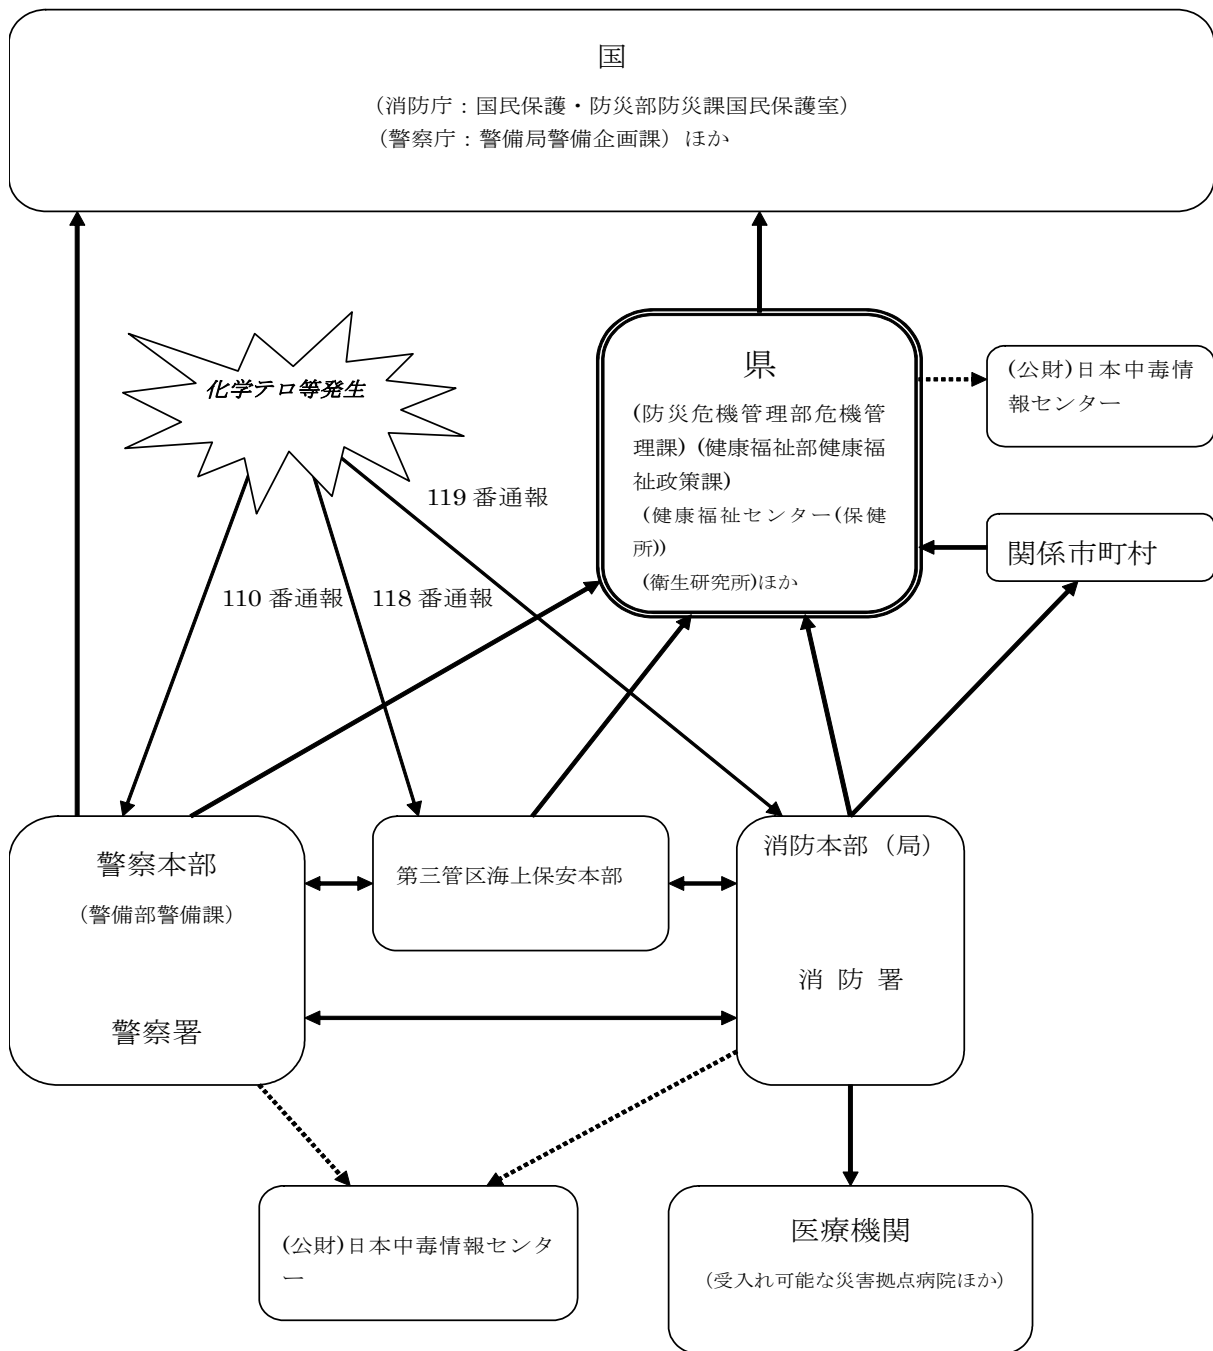 国
（消防庁：国民保護・防災部防災課国民保護室）
（警察庁：警備局警備企画課）ほか
化学テロ等発生
県
(防災危機管理部危機管
理課) (健康福祉部健康福
祉政策課)
(健康福祉センター(保健
所))
(衛生研究所)ほか
(公財)日本中毒情
報センター
関係市町村
119 番通報
110 番通報
118 番通報
警察本部
（警備部警備課）
警察署
第三管区海上保安本部
消防本部（局）
消 防 署
(公財)日本中毒情報センタ
ー
医療機関
（受入れ可能な災害拠点病院ほか）